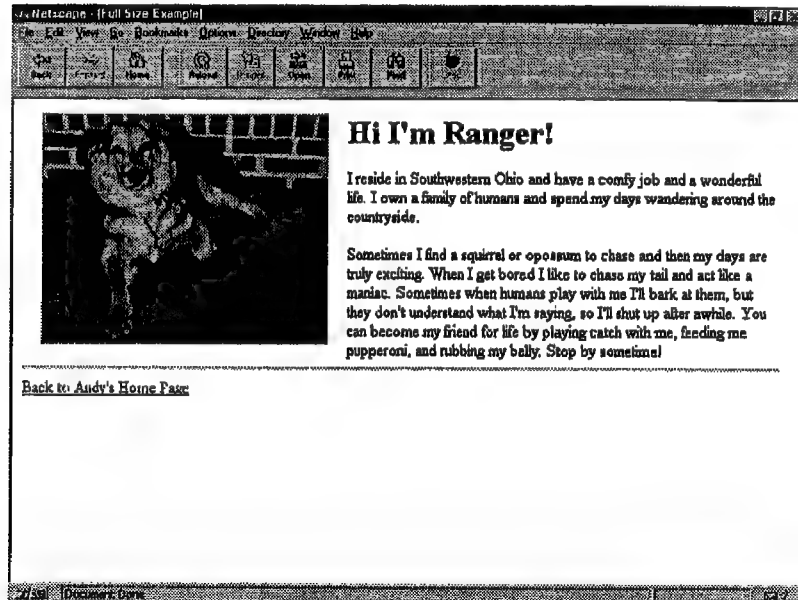 Netscape - [Full Size Example]
Edit View Go Bookmarks Options Directory Window Help
Back Home Reload Open Print Find
Hi I'm Ranger!
I reside in Southwestern Ohio and have a comfy job and a wonderful
life. I own a family of humans and spend my days wandering around the
countryside.
Sometimes I find a squirrel or opossum to chase and then my days are
truly exciting. When I get bored I like to chase my tail and act like a
maniac. Sometimes when humans play with me I'll bark at them, but
they don't understand what I'm saying, so I'll shut up after awhile. You
can become my friend for life by playing catch with me, feeding me
pupperoni, and rubbing my belly. Stop by sometime!
Back to Andy's Home Page
Document Done